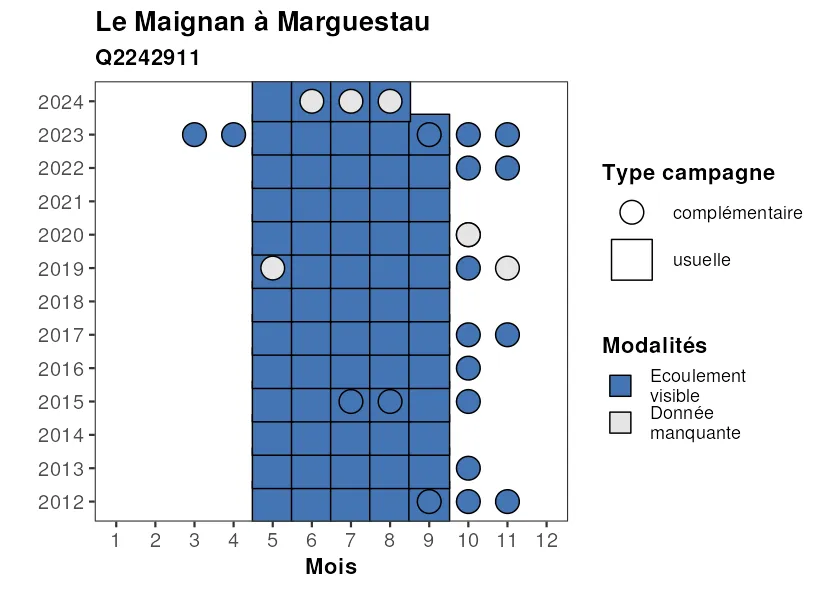 Le Maignan à Marguestau
Q2242911
2024
2023
2022
2021
2020
2019
2018
2017
2016
2015
2014
2013
2012
1 2 3 4 5 6 7 8 9 10 11 12
Mois
Type campagne
complémentaire
usuelle
Modalités
Ecoulement
visible
Donnée
manquante